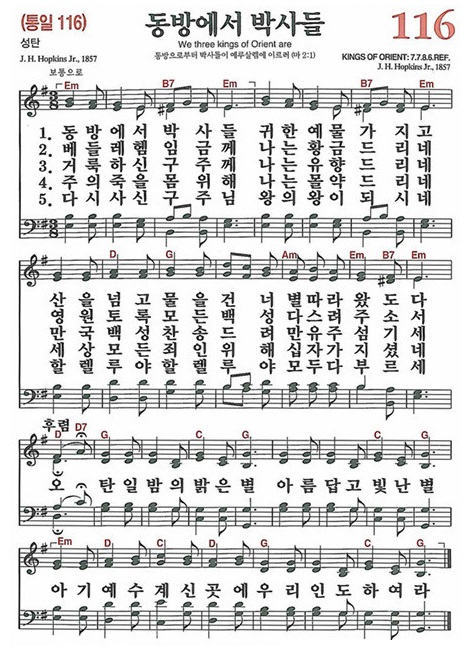 (통일 116)
동방에서 박사들
116
성탄
We three kings of Orient are
J. H. Hopkins Jr., 1857
동방으로부터 박사들이 예루살렘에 이르러 (마 2:1)
KINGS OF ORIENT: 7.7.8.6.REF.
J. H. Hopkins Jr., 1857
보통으로
Em B7 Em B7 Em
1. 동방에서박사들 귀한예물가지고
2. 베들레헴임금께 나는황금드리네
3. 거룩하신구주께 나는유향드리네
4. 주의죽을몸위해 나는몰약드리네
5. 다시사신구주님 왕의왕이되시네
D G Am Em B7 Em
산을넘고물을건너별따라왔도다
영원토록모든백성다스려주소서
만국백성찬송드려만유주섬기세
세상모든죄인위해십자가지셨네
할렐루야할렐루야모두다부르세
후렴
D D7 G C G C G
오 탄일밤의밝은별 아름답고빛난별
Em D C D G C G
아기예수계신곳에우리인도하여라